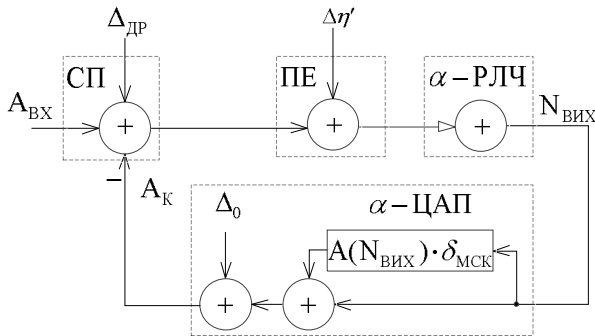 Δ_ДР
Δη′
СП
ПЕ
α–РЛЧ
A_ВХ
+
+
+
N_ВИХ
–
A_К
Δ_0
α–ЦАП
A(N_ВИХ)·δ_МСК
+
+